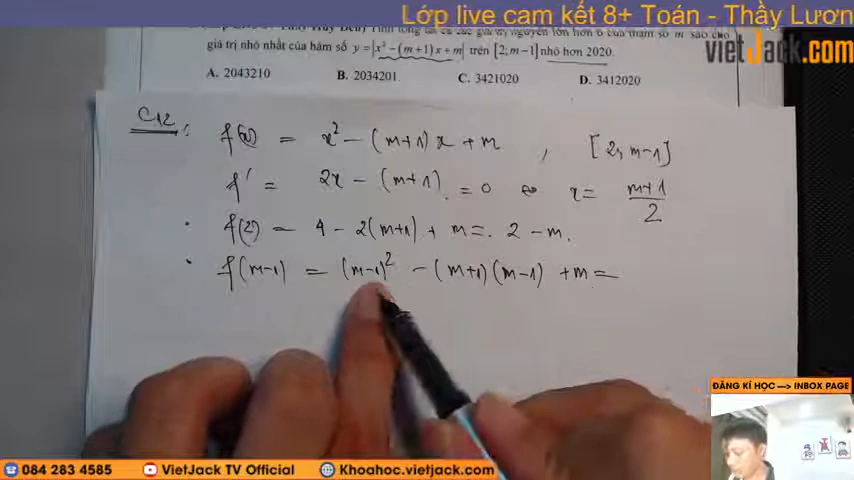 Lớp live cam kết 8+ Toán - Thầy Lươn
vietJack.com
giá trị nhỏ nhất của hàm số y = |x² − (m+1)x + m| trên [2; m−1] nhỏ hơn 2020.
A. 2043210 B. 2034201 C. 3421020 D. 3412020
C12 :
f(x) = x² − (m+1)x + m , [2; m−1]
f' = 2x − (m+1) = 0 ⇔ x = (m+1)/2
· f(2) = 4 − 2(m+1) + m = 2 − m.
· f(m−1) = (m−1)² − (m+1)(m−1) + m =
ĐĂNG KÍ HỌC ---> INBOX PAGE
084 283 4585 VietJack TV Official Khoahoc.vietjack.com